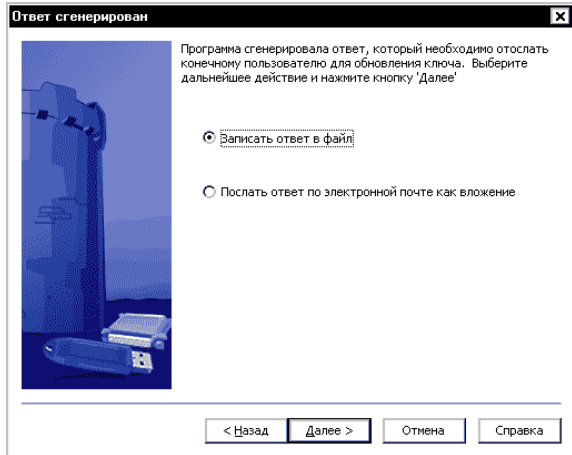 Ответ сгенерирован
Программа сгенерировала ответ, который необходимо отослать
конечному пользователю для обновления ключа. Выберите
дальнейшее действие и нажмите кнопку 'Далее'
Записать ответ в файл
Послать ответ по электронной почте как вложение
< Назад
Далее >
Отмена
Справка